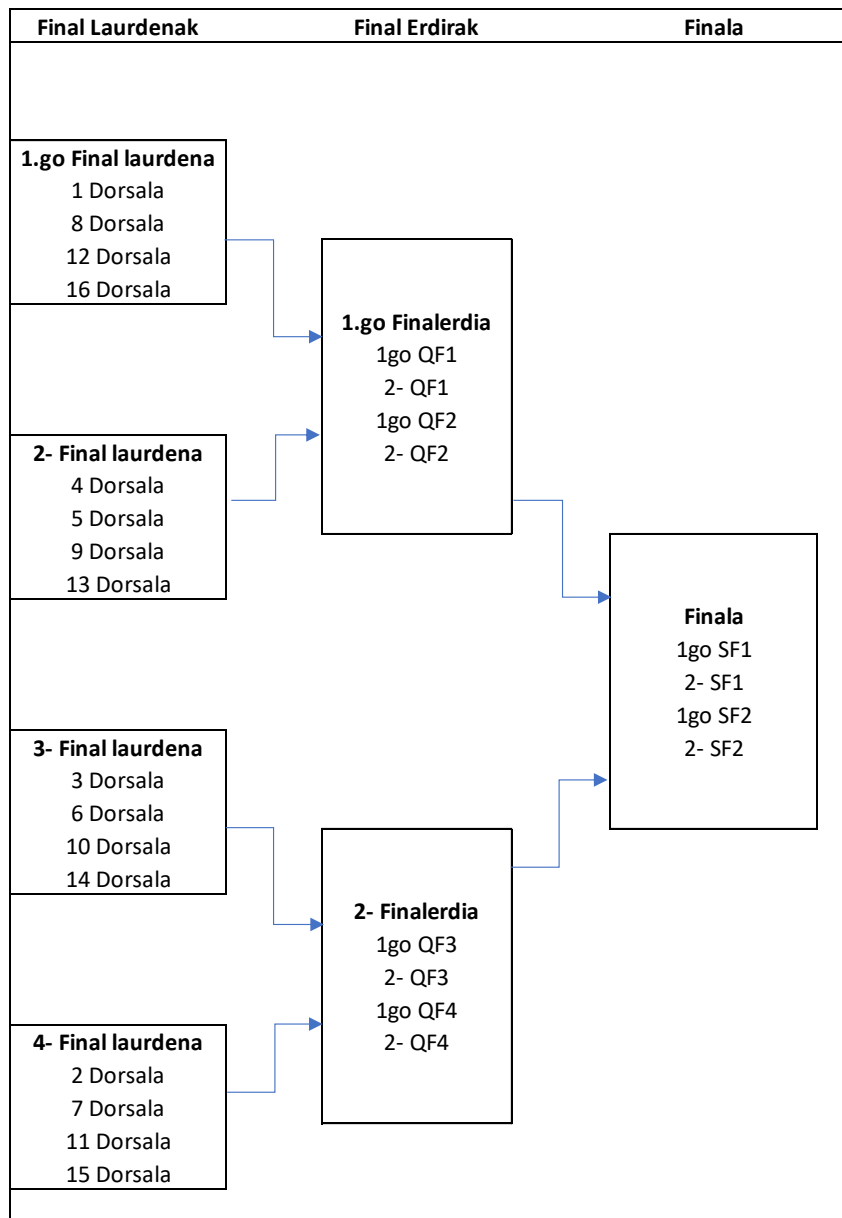 Final Laurdenak Final Erdirak Finala
1.go Final laurdena
1 Dorsala
8 Dorsala
12 Dorsala
16 Dorsala
2- Final laurdena
4 Dorsala
5 Dorsala
9 Dorsala
13 Dorsala
3- Final laurdena
3 Dorsala
6 Dorsala
10 Dorsala
14 Dorsala
4- Final laurdena
2 Dorsala
7 Dorsala
11 Dorsala
15 Dorsala
1.go Finalerdia
1go QF1
2- QF1
1go QF2
2- QF2
2- Finalerdia
1go QF3
2- QF3
1go QF4
2- QF4
Finala
1go SF1
2- SF1
1go SF2
2- SF2